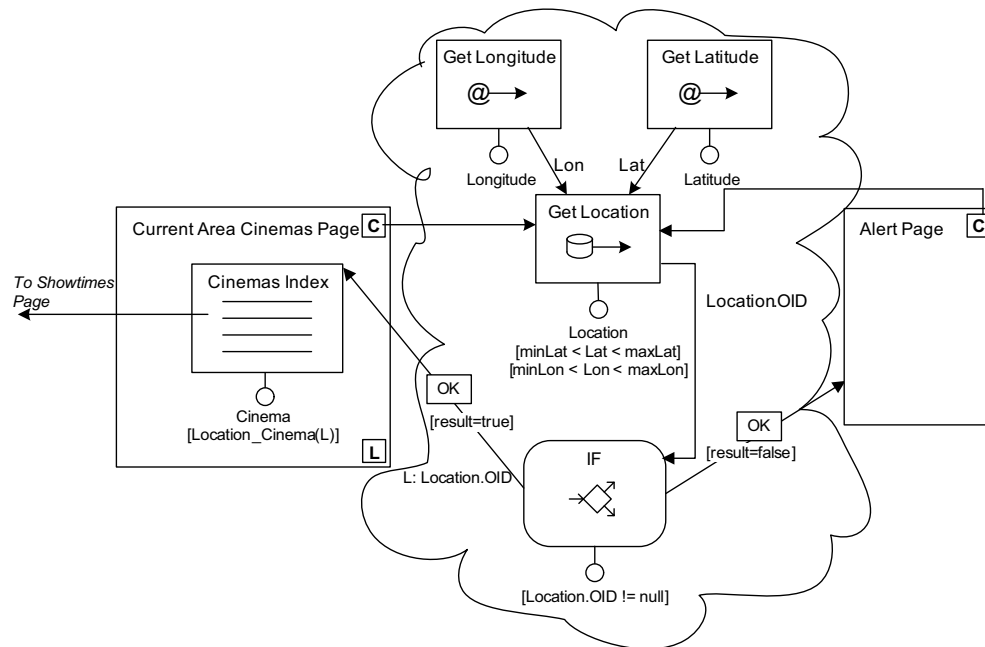 Get Longitude
@
Longitude
Lon
Get Latitude
@
Latitude
Lat
Current Area Cinemas Page
C
Get Location
Alert Page
C
To Showtimes
Page
Cinemas Index
Location.OID
Location
[minLat < Lat < maxLat]
[minLon < Lon < maxLon]
Cinema
[Location_Cinema(L)]
L
OK
[result=true]
OK
[result=false]
L: Location.OID
IF
[Location.OID != null]